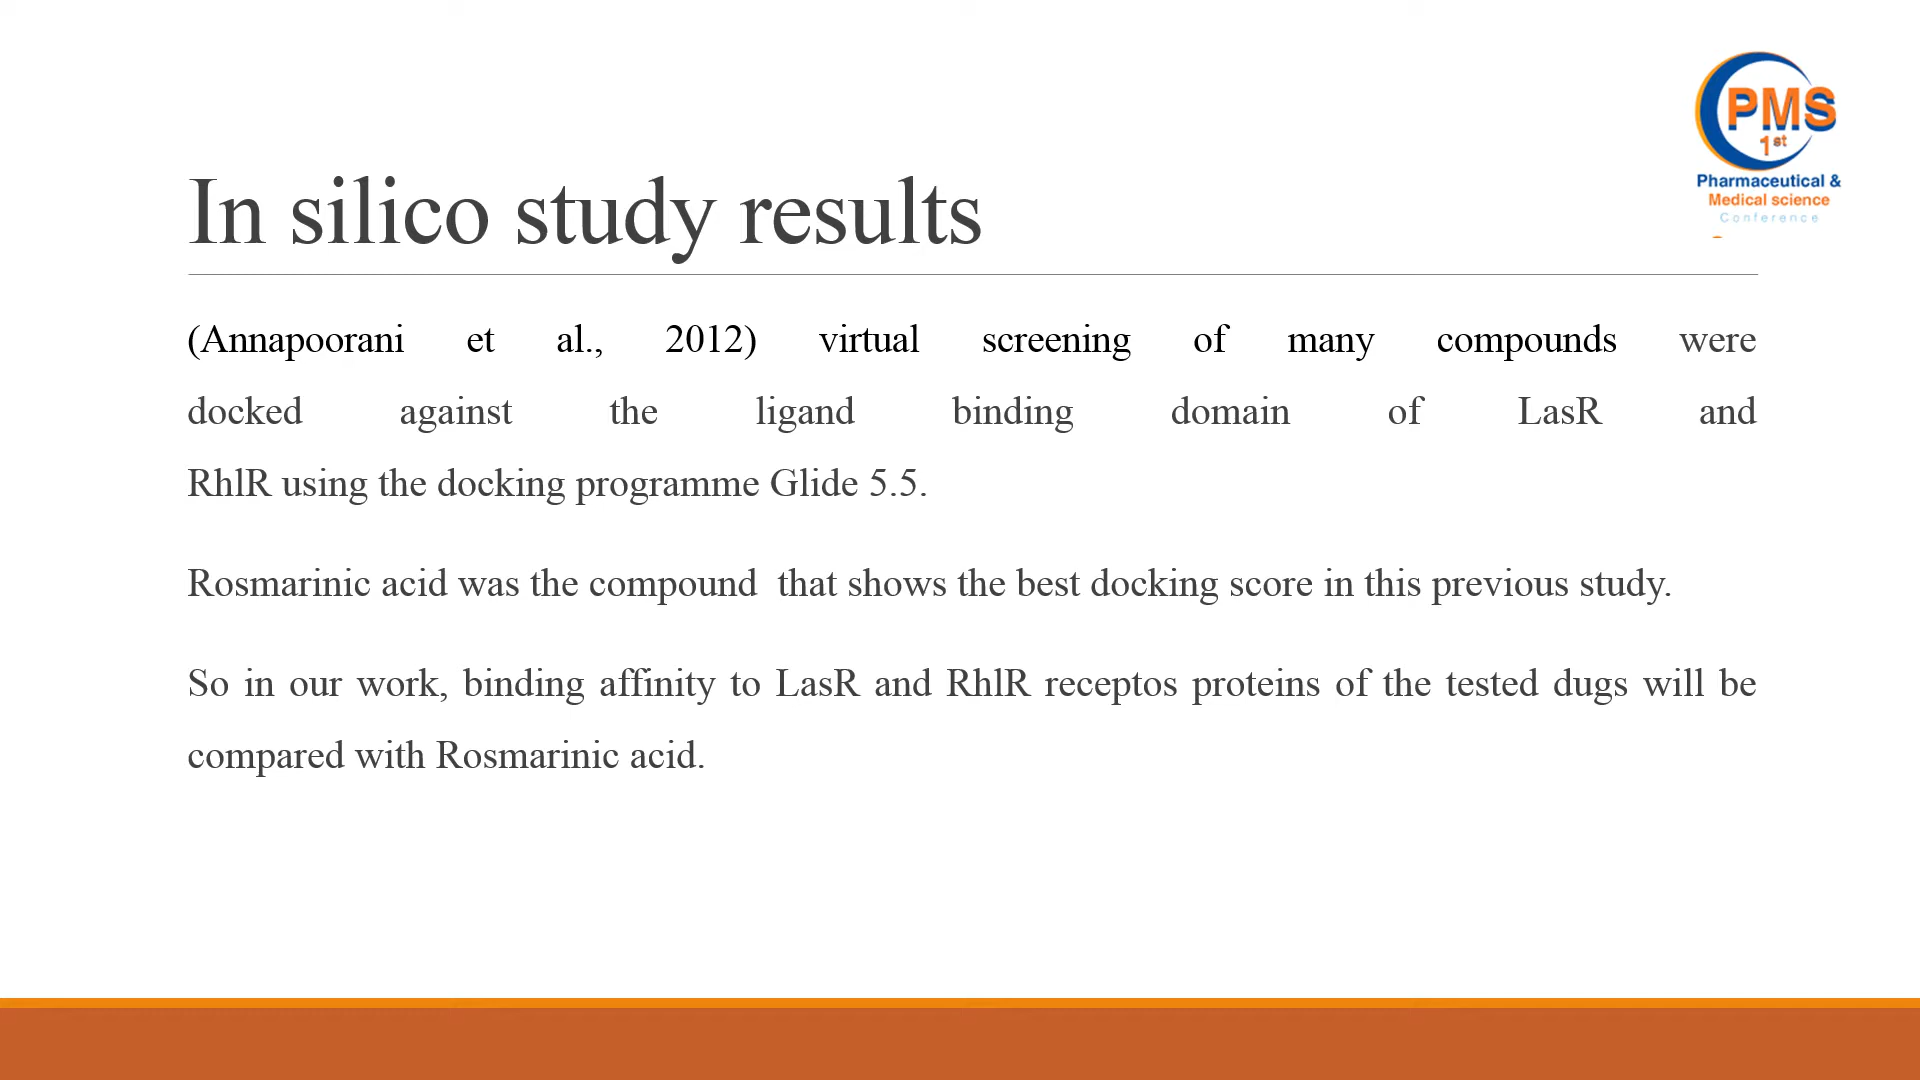 PMS
1st
Pharmaceutical &
Medical science
Conference
In silico study results
(Annapoorani et al., 2012) virtual screening of many compounds were
docked against the ligand binding domain of LasR and
RhlR using the docking programme Glide 5.5.
Rosmarinic acid was the compound  that shows the best docking score in this previous study.
So in our work, binding affinity to LasR and RhlR receptos proteins of the tested dugs will be
compared with Rosmarinic acid.